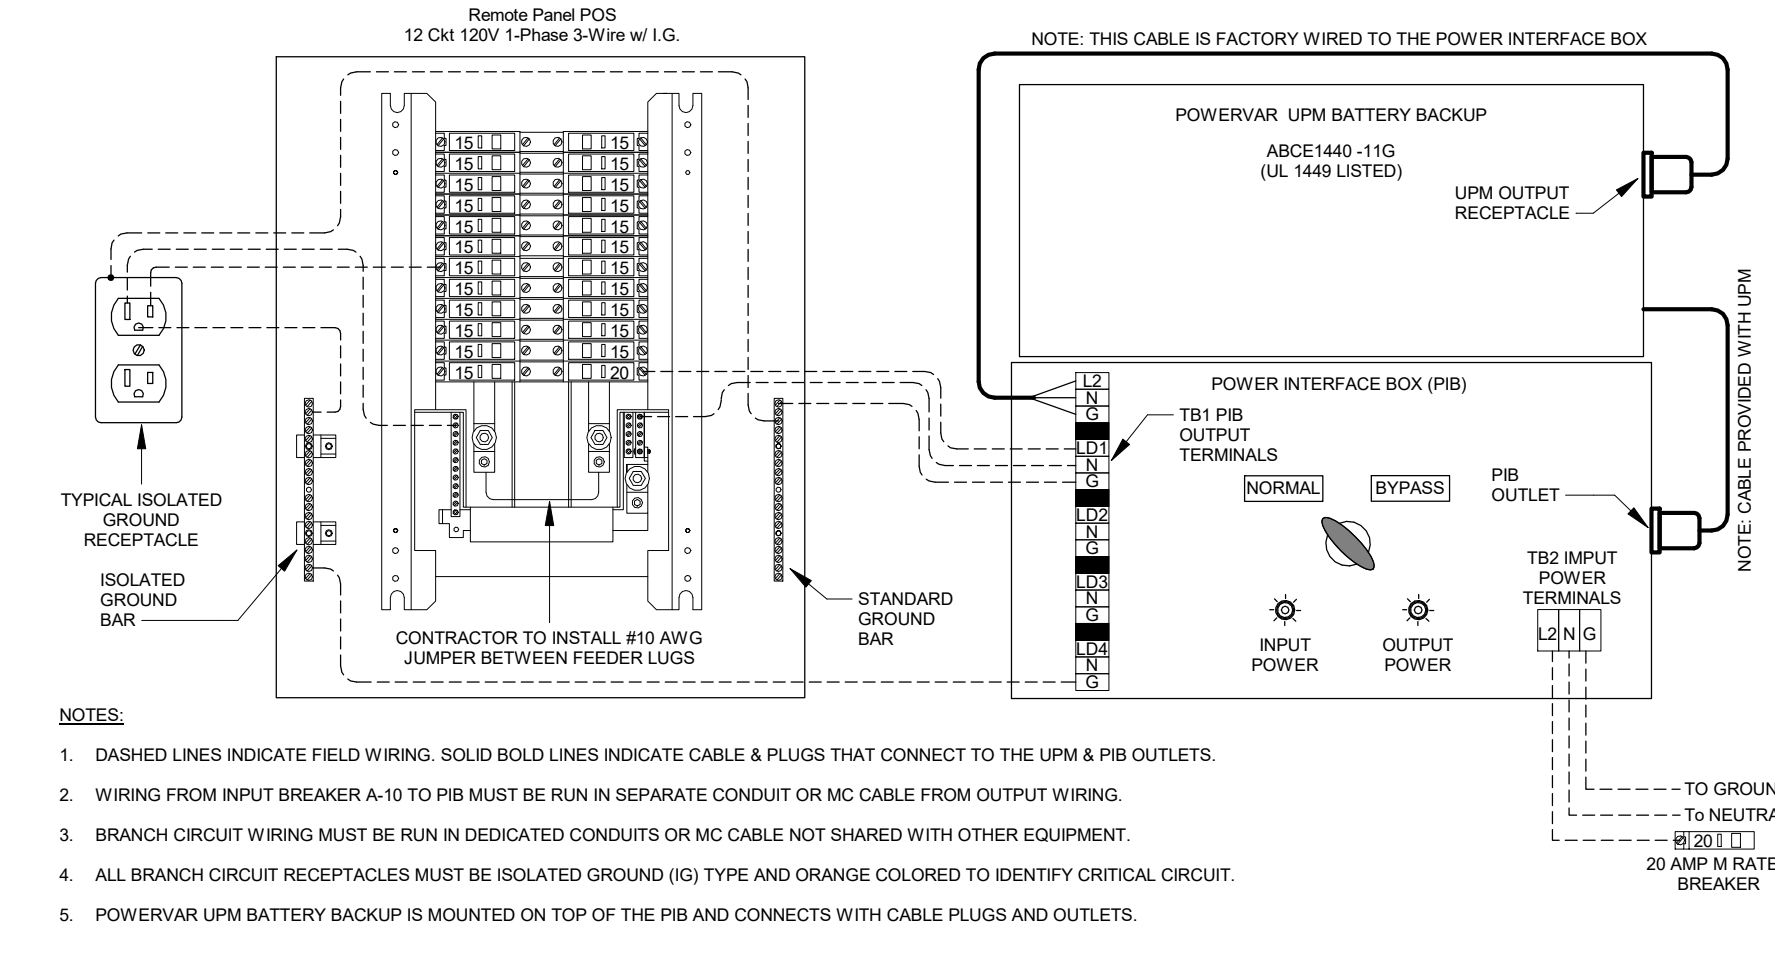 Remote Panel POS
12 Ckt 120V 1-Phase 3-Wire w/ I.G.
NOTE: THIS CABLE IS FACTORY WIRED TO THE POWER INTERFACE BOX
POWERVAR UPM BATTERY BACKUP
ABCE1440 -11G
(UL 1449 LISTED)
UPM OUTPUT
RECEPTACLE
NOTE: CABLE PROVIDED WITH UPM
15 15
15 15
15 15
15 15
15 15
15 15
15 15
15 15
15 15
15 15
15 15
15 20
TYPICAL ISOLATED
GROUND
RECEPTACLE
ISOLATED
GROUND
BAR
CONTRACTOR TO INSTALL #10 AWG
JUMPER BETWEEN FEEDER LUGS
STANDARD
GROUND
BAR
POWER INTERFACE BOX (PIB)
L2
N
G
LD1
N
G
LD2
N
G
LD3
N
G
LD4
N
G
TB1 PIB
OUTPUT
TERMINALS
NORMAL
BYPASS
PIB
OUTLET
INPUT
POWER
OUTPUT
POWER
TB2 IMPUT
POWER
TERMINALS
L2 N G
TO GROUN
To NEUTRA
20
20 AMP M RATE
BREAKER
NOTES:
1. DASHED LINES INDICATE FIELD WIRING. SOLID BOLD LINES INDICATE CABLE & PLUGS THAT CONNECT TO THE UPM & PIB OUTLETS.
2. WIRING FROM INPUT BREAKER A-10 TO PIB MUST BE RUN IN SEPARATE CONDUIT OR MC CABLE FROM OUTPUT WIRING.
3. BRANCH CIRCUIT WIRING MUST BE RUN IN DEDICATED CONDUITS OR MC CABLE NOT SHARED WITH OTHER EQUIPMENT.
4. ALL BRANCH CIRCUIT RECEPTACLES MUST BE ISOLATED GROUND (IG) TYPE AND ORANGE COLORED TO IDENTIFY CRITICAL CIRCUIT.
5. POWERVAR UPM BATTERY BACKUP IS MOUNTED ON TOP OF THE PIB AND CONNECTS WITH CABLE PLUGS AND OUTLETS.